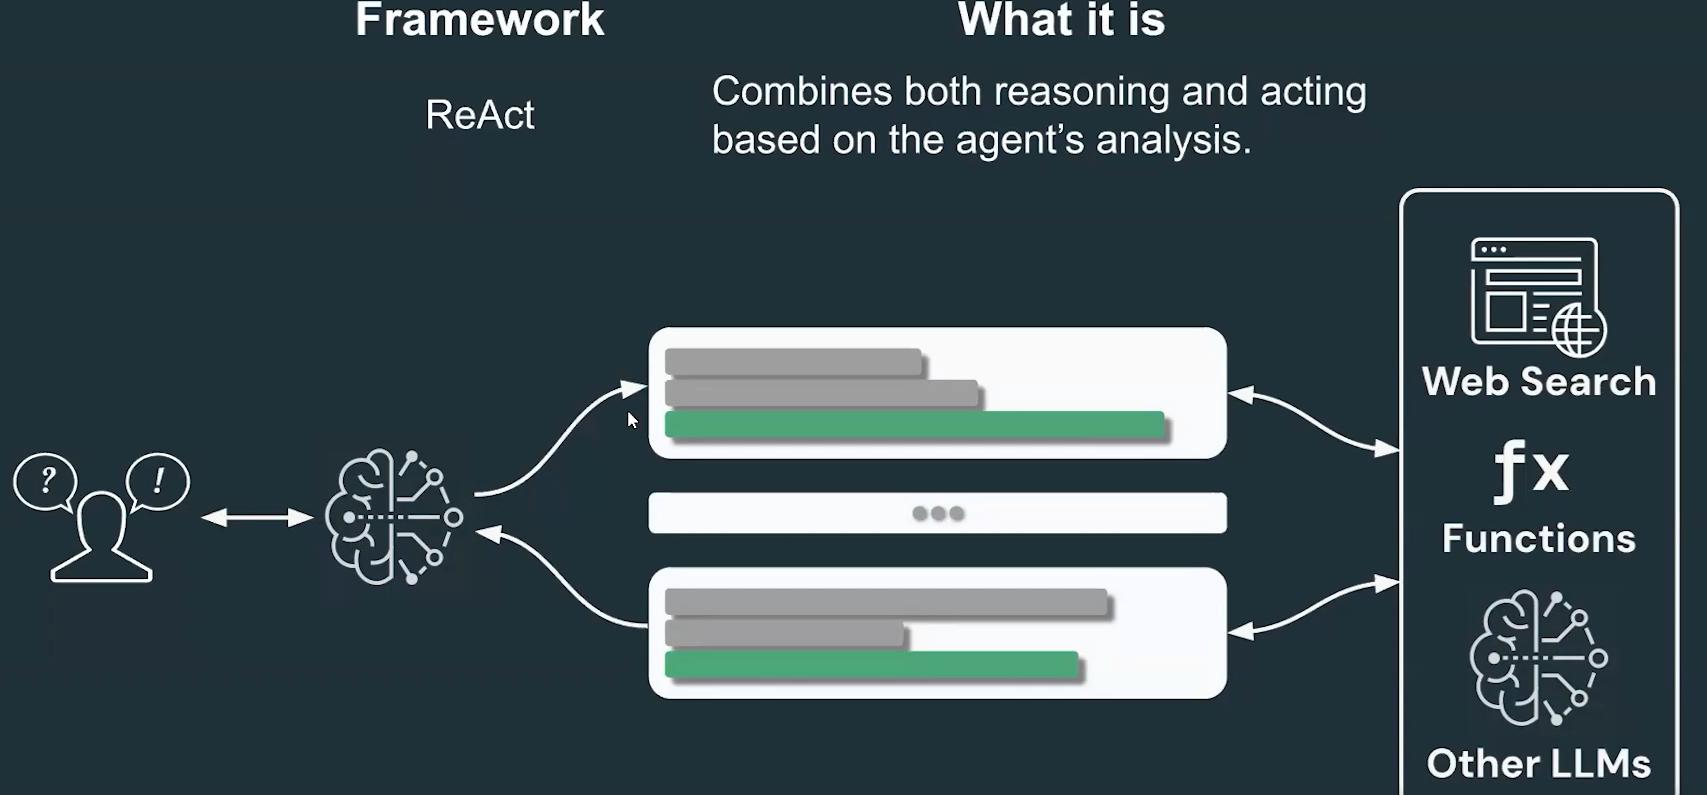 Framework
What it is
ReAct
Combines both reasoning and acting
based on the agent's analysis.
?
!
Web Search
ƒx
Functions
Other LLMs